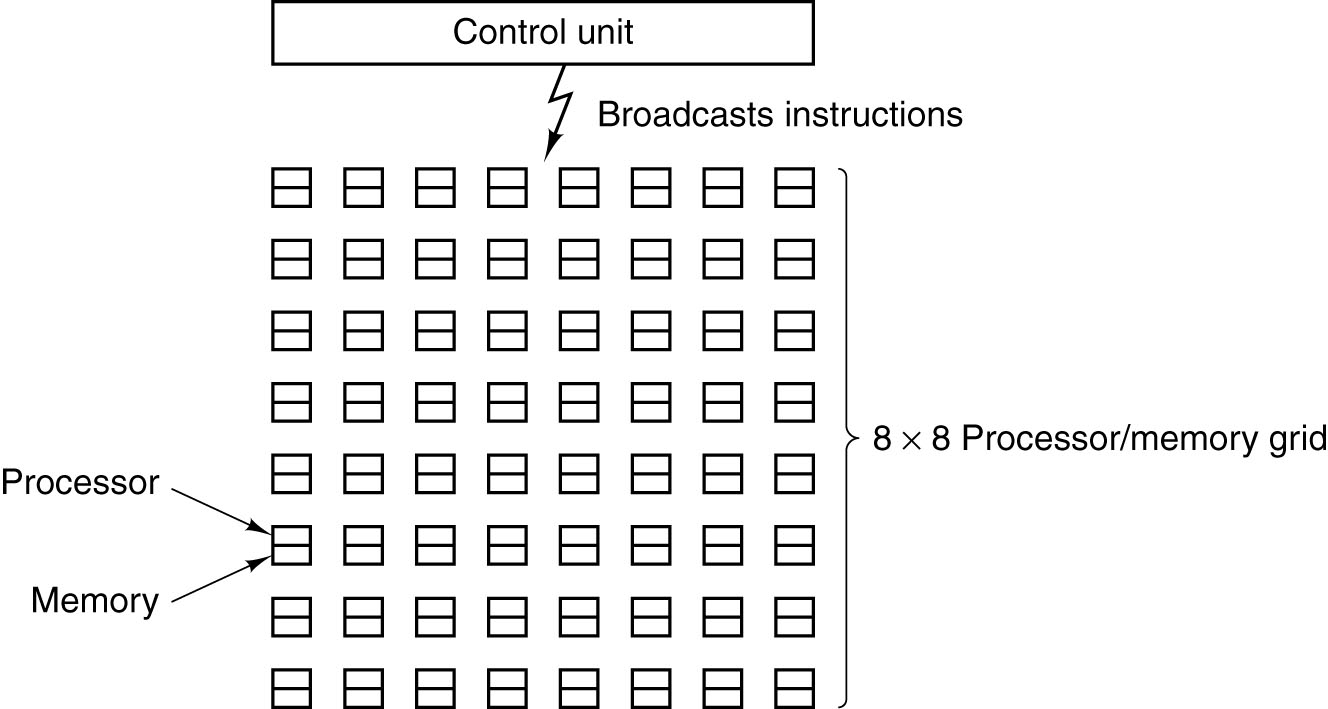 Control unit
Broadcasts instructions
8 × 8 Processor/memory grid
Processor
Memory